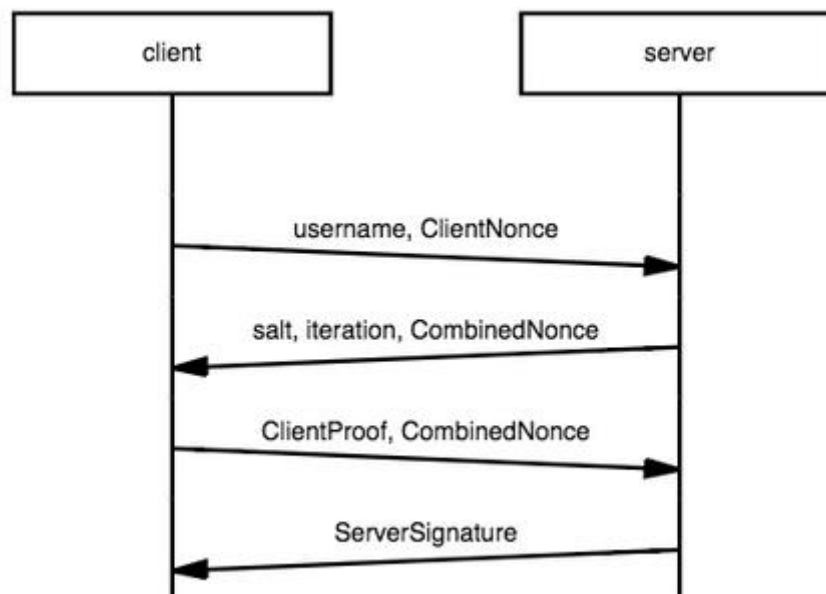 client
server
username, ClientNonce
salt, iteration, CombinedNonce
ClientProof, CombinedNonce
ServerSignature